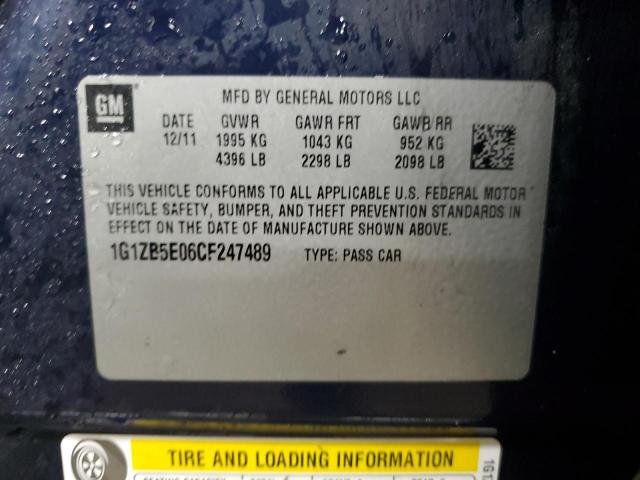 GM
MFD BY GENERAL MOTORS LLC
DATE GVWR GAWR FRT GAWR RR
12/11 1995 KG 1043 KG 952 KG
4396 LB 2298 LB 2098 LB
THIS VEHICLE CONFORMS TO ALL APPLICABLE U.S. FEDERAL MOTOR
VEHICLE SAFETY, BUMPER, AND THEFT PREVENTION STANDARDS IN
EFFECT ON THE DATE OF MANUFACTURE SHOWN ABOVE.
1G1ZB5E06CF247489 TYPE: PASS CAR
TIRE AND LOADING INFORMATION